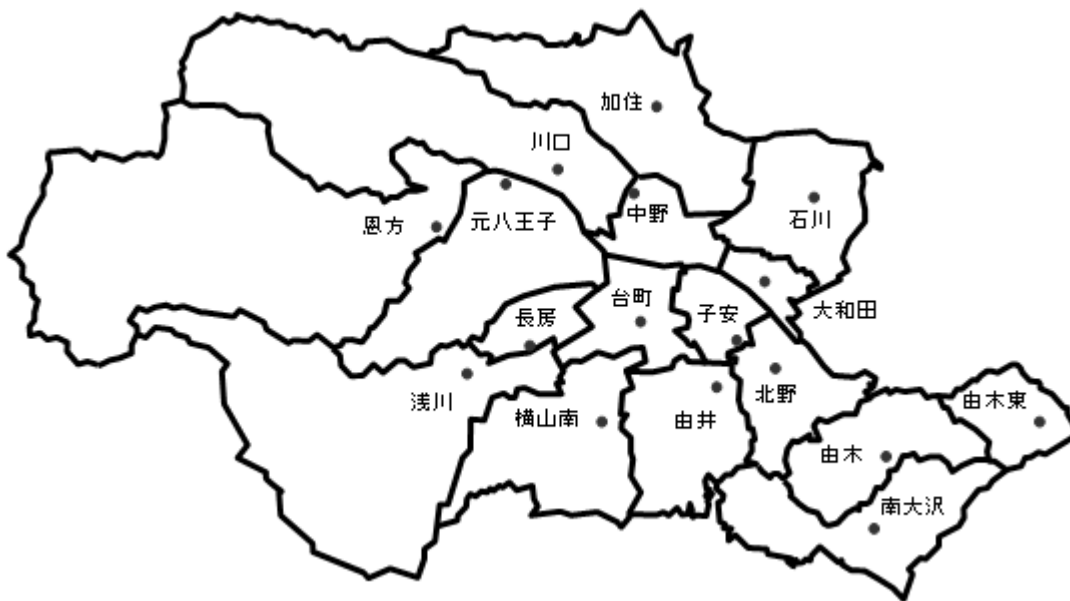 加住
川口
中野
石川
恩方
元八王子
台町
子安
大和田
長房
浅川
横山南
由井
北野
由木東
由木
南大沢